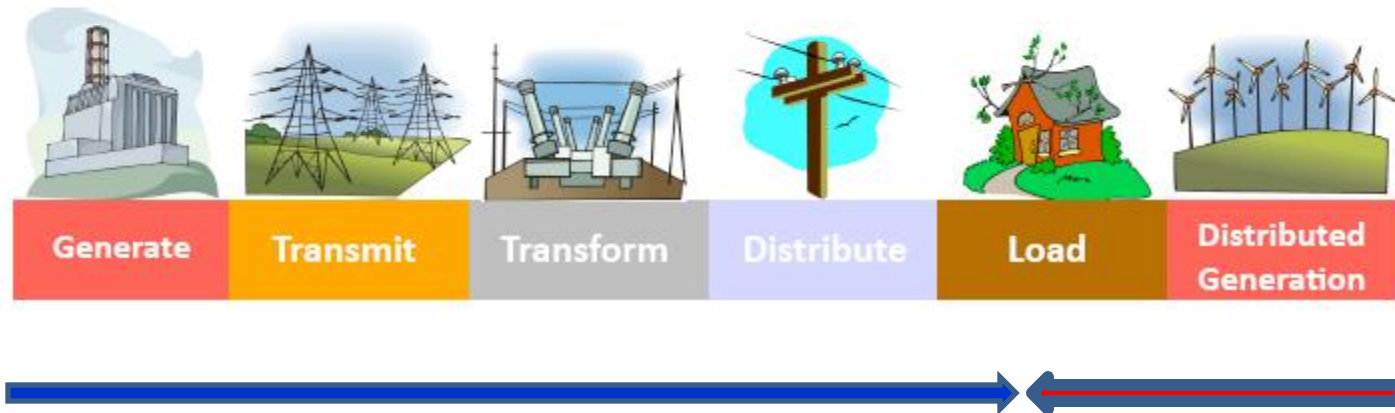 Generate
Transmit
Transform
Distribute
Load
Distributed
Generation